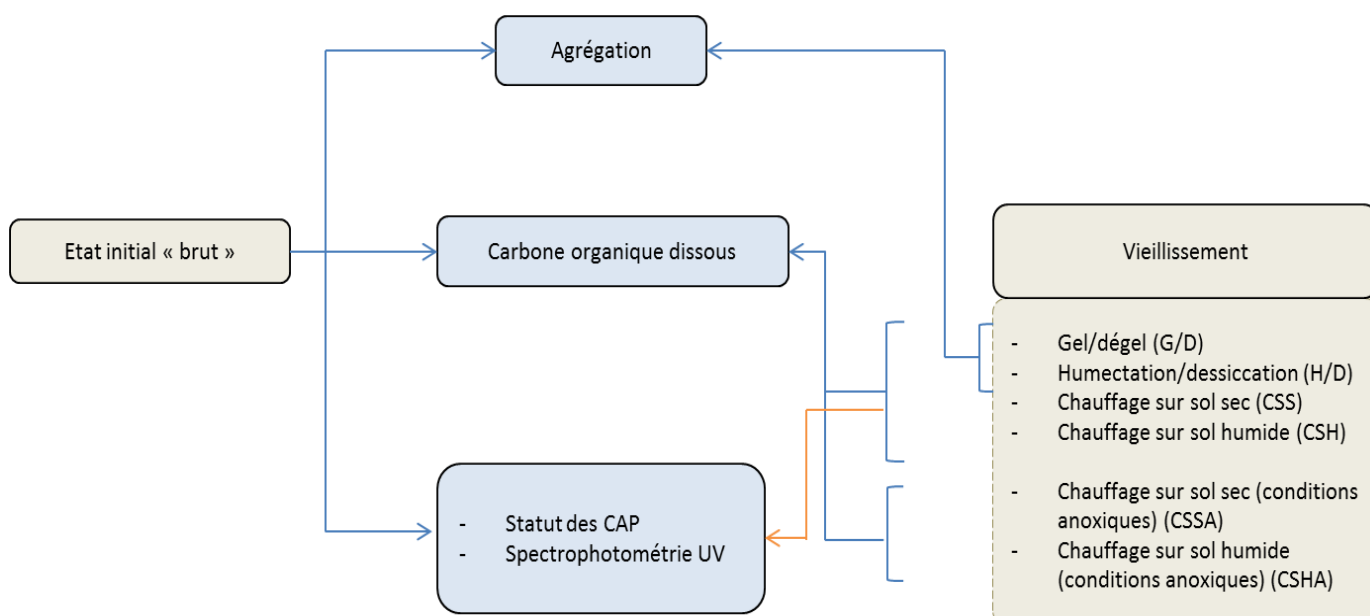 Agrégation
Etat initial « brut »
Carbone organique dissous
- Statut des CAP
- Spectrophotométrie UV
Vieillissement
- Gel/dégel (G/D)
- Humectation/dessiccation (H/D)
- Chauffage sur sol sec (CSS)
- Chauffage sur sol humide (CSH)
- Chauffage sur sol sec (conditions
anoxiques) (CSSA)
- Chauffage sur sol humide
(conditions anoxiques) (CSHA)